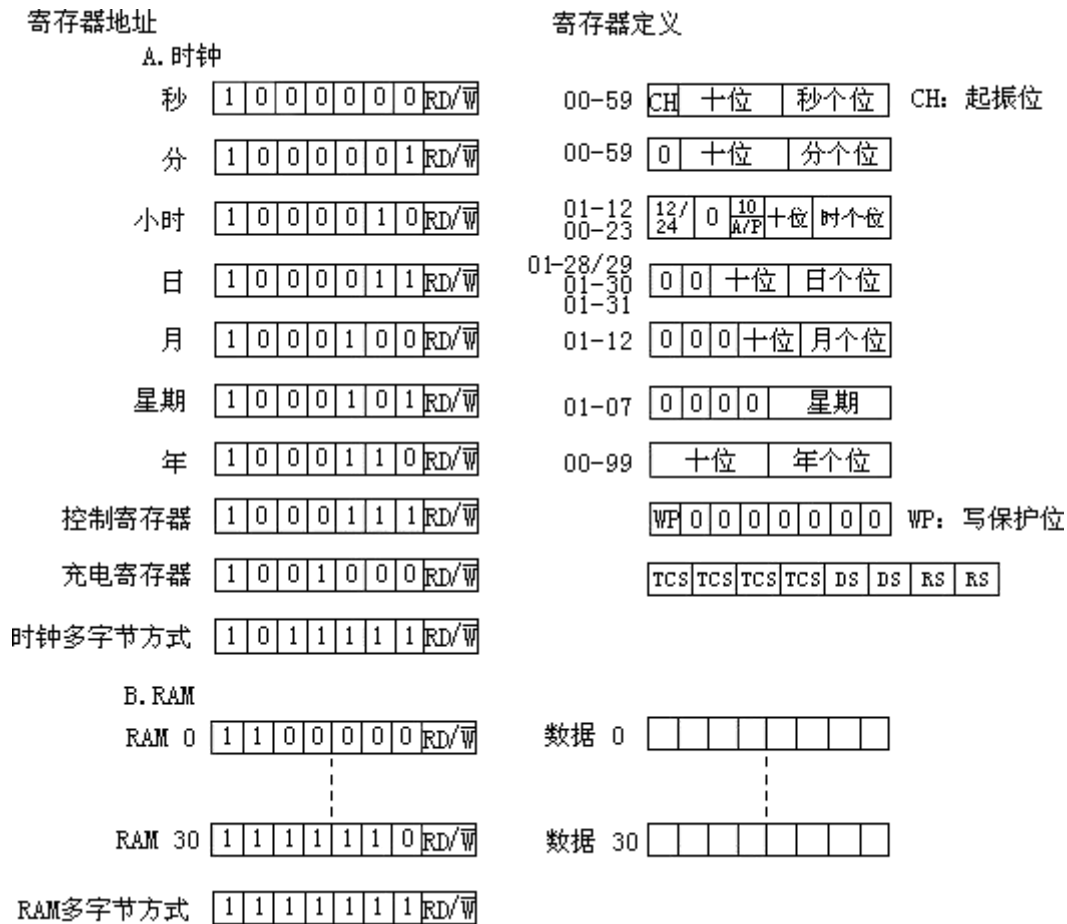 寄存器地址 寄存器定义
A.时钟
秒 1 0 0 0 0 0 0 RD/W̅ 00-59 CH 十位 秒个位 CH: 起振位
分 1 0 0 0 0 0 1 RD/W̅ 00-59 0 十位 分个位
小时 1 0 0 0 0 1 0 RD/W̅ 01-12 00-23 12/24 0 10 A/P 十位 时个位
日 1 0 0 0 0 1 1 RD/W̅ 01-28/29 01-30 01-31 0 0 十位 日个位
月 1 0 0 0 1 0 0 RD/W̅ 01-12 0 0 0 十位 月个位
星期 1 0 0 0 1 0 1 RD/W̅ 01-07 0 0 0 0 星期
年 1 0 0 0 1 1 0 RD/W̅ 00-99 十位 年个位
控制寄存器 1 0 0 0 1 1 1 RD/W̅ WP 0 0 0 0 0 0 0 WP: 写保护位
充电寄存器 1 0 0 1 0 0 0 RD/W̅ TCS TCS TCS TCS DS DS RS RS
时钟多字节方式 1 0 1 1 1 1 1 RD/W̅
B.RAM
RAM 0 1 1 0 0 0 0 0 RD/W̅ 数据 0
RAM 30 1 1 1 1 1 1 0 RD/W̅ 数据 30
RAM多字节方式 1 1 1 1 1 1 1 RD/W̅